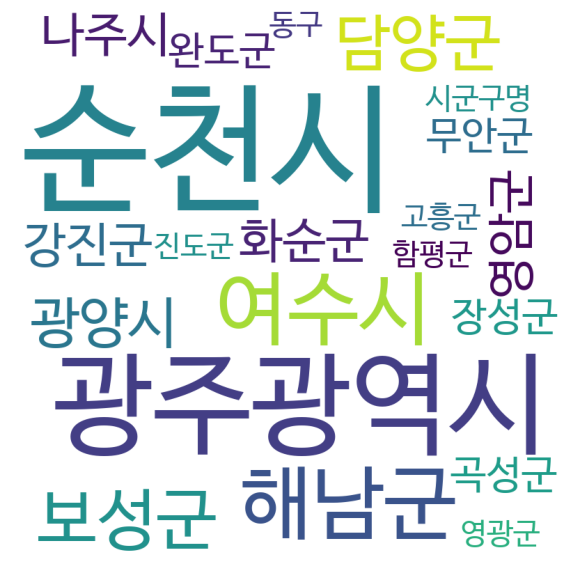 나주시
완도군
동구
담양군
순천시
시군구명
무안군
강진군
진도군
화순군
고흥군
함평군
영암군
광양시
여수시
장성군
광주광역시
보성군
해남군
곡성군
영광군